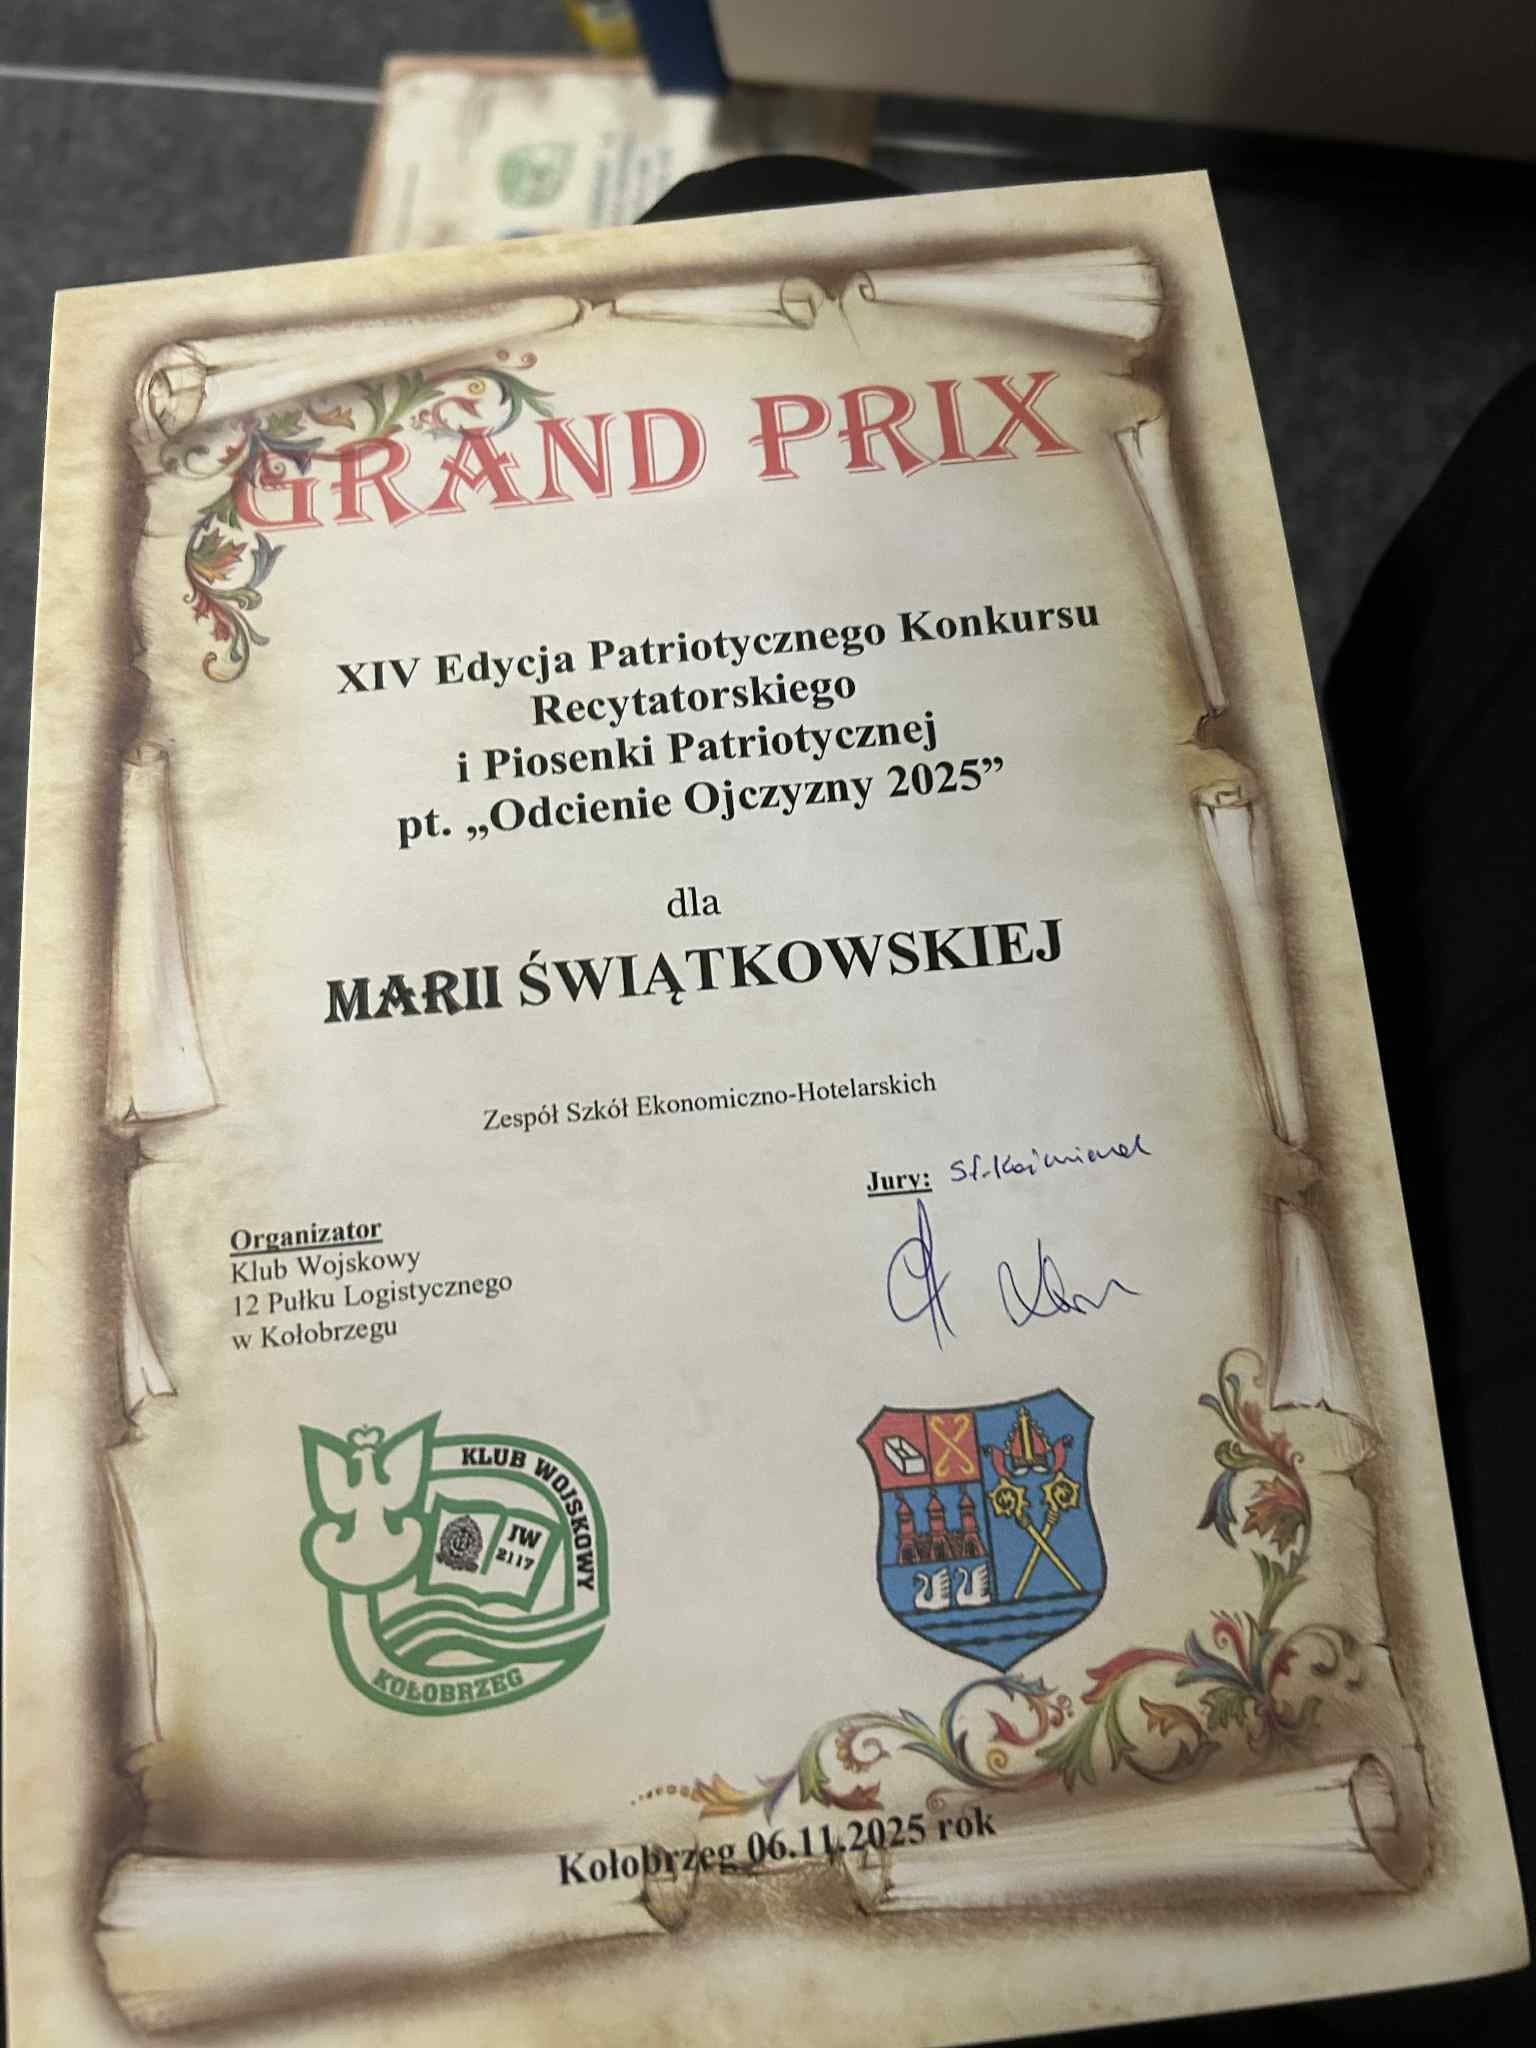 GRAND PRIX
XIV Edycja Patriotycznego Konkursu
Recytatorskiego
i Piosenki Patriotycznej
pt. „Odcienie Ojczyzny 2025”
dla
MARII ŚWIĄTKOWSKIEJ
Zespół Szkół Ekonomiczno-Hotelarskich
Jury:
Organizator
Klub Wojskowy
12 Pułku Logistycznego
w Kołobrzegu
KLUB WOJSKOWY
JW
2117
KOŁOBRZEG
Kołobrzeg 06.11.2025 rok